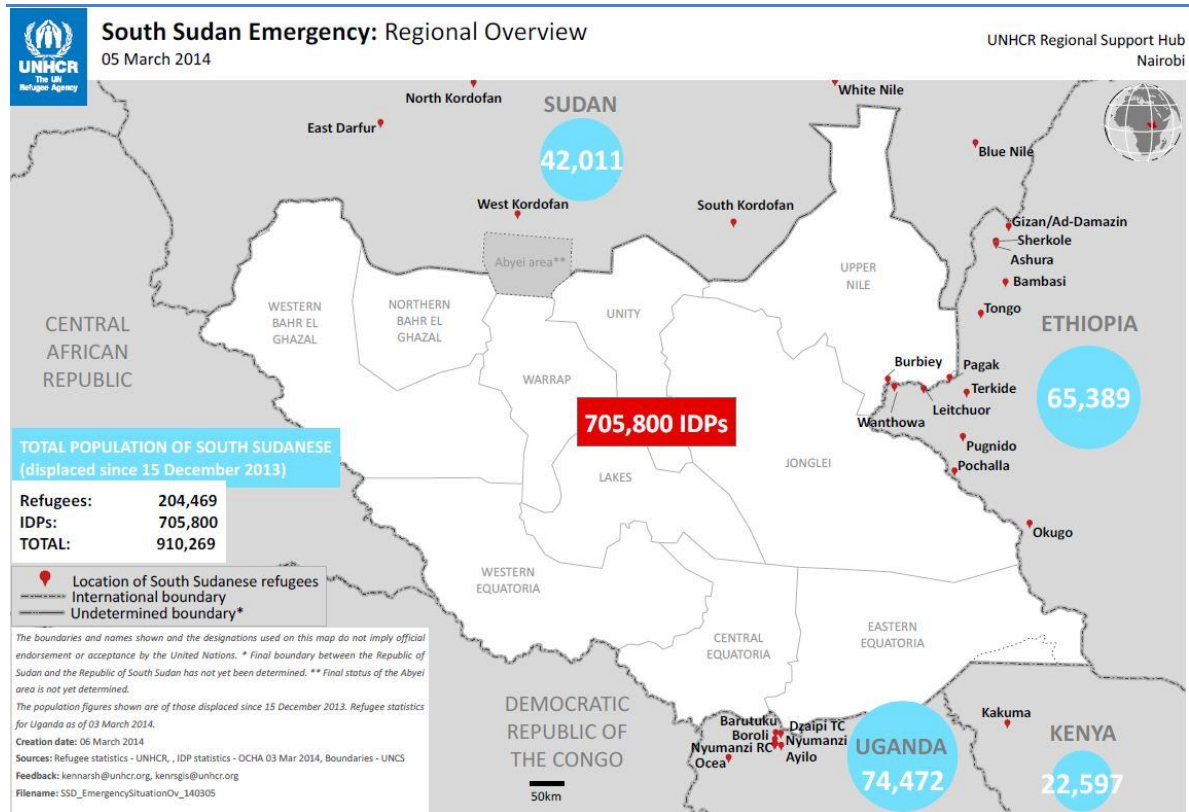 UNHCR
The UN
Refugee Agency
South Sudan Emergency: Regional Overview
05 March 2014
UNHCR Regional Support Hub
Nairobi
North Kordofan
SUDAN
White Nile
East Darfur
42,011
Blue Nile
West Kordofan
South Kordofan
Gizan/Ad-Damazin
Sherkole
Ashura
Abyei area**
UPPER
NILE
Bambasi
WESTERN
BAHR EL
GHAZAL
NORTHERN
BAHR EL
GHAZAL
UNITY
Tongo
CENTRAL
AFRICAN
REPUBLIC
ETHIOPIA
65,389
WARRAP
Burbiey
Pagak
Terkide
Leitchuor
Wanthowa
705,800 IDPs
Pugnido
Pochalla
JONGLEI
LAKES
Okugo
TOTAL POPULATION OF SOUTH SUDANESE
(displaced since 15 December 2013)
Refugees: 204,469
IDPs: 705,800
TOTAL: 910,269
Location of South Sudanese refugees
International boundary
Undetermined boundary*
WESTERN
EQUATORIA
CENTRAL
EQUATORIA
EASTERN
EQUATORIA
The boundaries and names shown and the designations used on this map do not imply official
endorsement or acceptance by the United Nations. * Final boundary between the Republic of
Sudan and the Republic of South Sudan has not yet been determined. ** Final status of the Abyei
area is not yet determined.
The population figures shown are of those displaced since 15 December 2013. Refugee statistics
for Uganda as of 03 March 2014.
Creation date: 06 March 2014
Sources: Refugee statistics - UNHCR, , IDP statistics - OCHA 03 Mar 2014, Boundaries - UNCS
Feedback: kennarsh@unhcr.org, kenrsgis@unhcr.org
Filename: SSD_EmergencySituationOv_140305
DEMOCRATIC
REPUBLIC OF
THE CONGO
50km
Barutuku
Boroli
Nyumanzi RC
Ocea
Dzaipi TC
Nyumanzi
Ayilo
UGANDA
74,472
Kakuma
KENYA
22,597